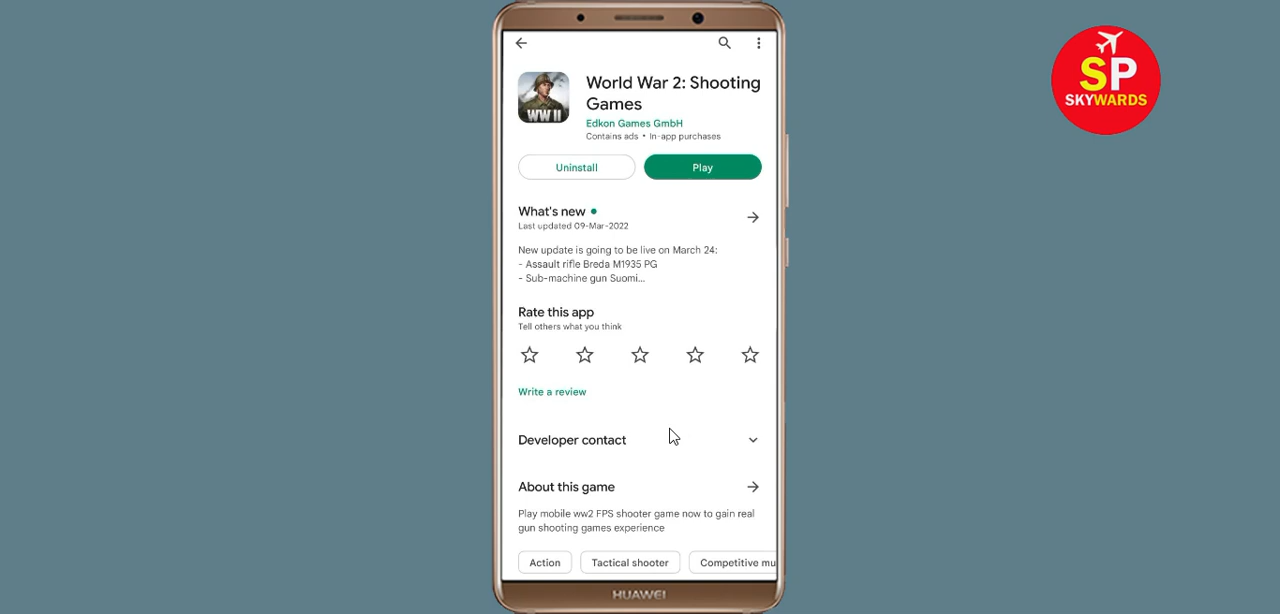 World War 2: Shooting
Games
WW II
Edkon Games GmbH
Contains ads • In-app purchases
Uninstall
Play
What's new
Last updated 09-Mar-2022
New update is going to be live on March 24:
- Assault rifle Breda M1935 PG
- Sub-machine gun Suomi...
Rate this app
Tell others what you think
Write a review
Developer contact
About this game
Play mobile ww2 FPS shooter game now to gain real
gun shooting games experience
Action
Tactical shooter
Competitive mu
HUAWEI
SP
SKYWARDS